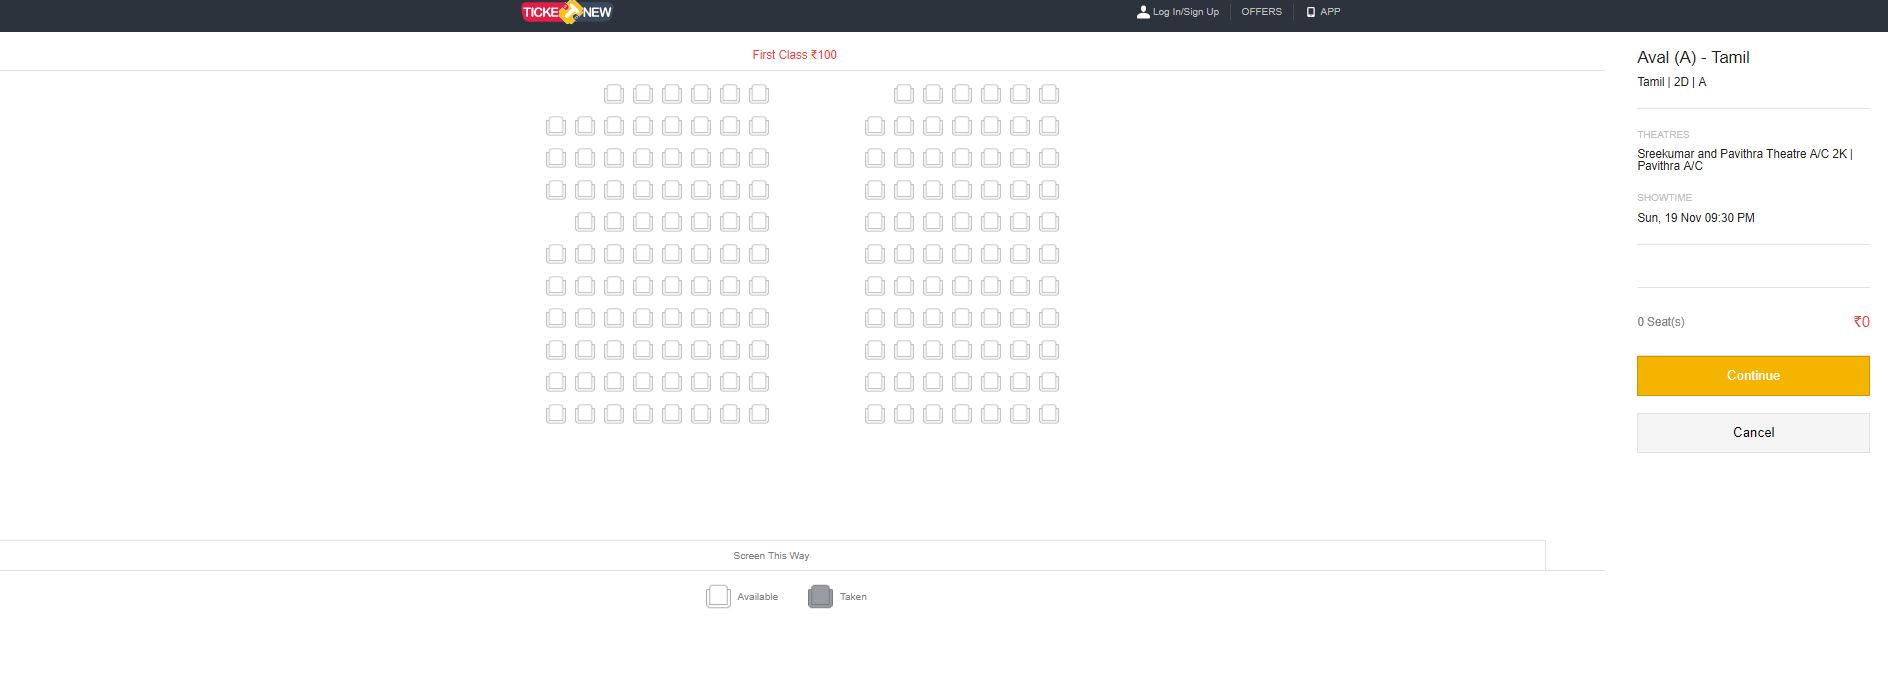 TICKETNEW
Log In/Sign Up
OFFERS
APP
First Class ₹100
Screen This Way
Available
Taken
Aval (A) - Tamil
Tamil | 2D | A
THEATRES
Sreekumar and Pavithra Theatre A/C 2K |
Pavithra A/C
SHOWTIME
Sun, 19 Nov 09:30 PM
0 Seat(s)
₹0
Continue
Cancel